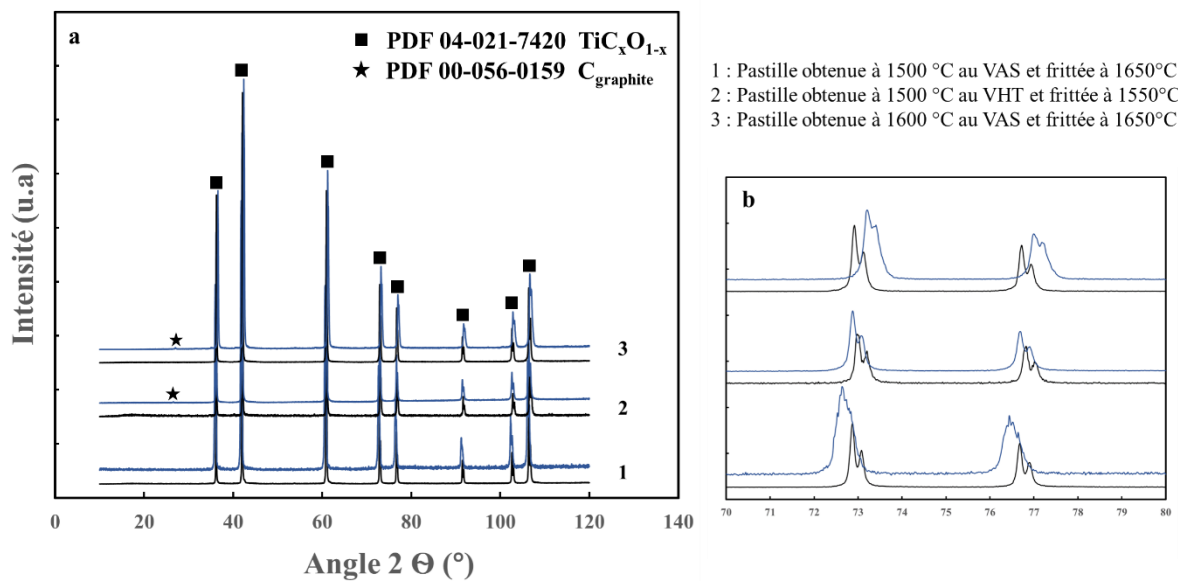 a
■ PDF 04-021-7420 TiCxO1-x
★ PDF 00-056-0159 Cgraphite
Intensité (u.a)
3
2
1
0 20 40 60 80 100 120 140
Angle 2 ϴ (°)
1 : Pastille obtenue à 1500 °C au VAS et frittée à 1650°C
2 : Pastille obtenue à 1500 °C au VHT et frittée à 1550°C
3 : Pastille obtenue à 1600 °C au VAS et frittée à 1650°C
b
70 71 72 73 74 75 76 77 78 79 80